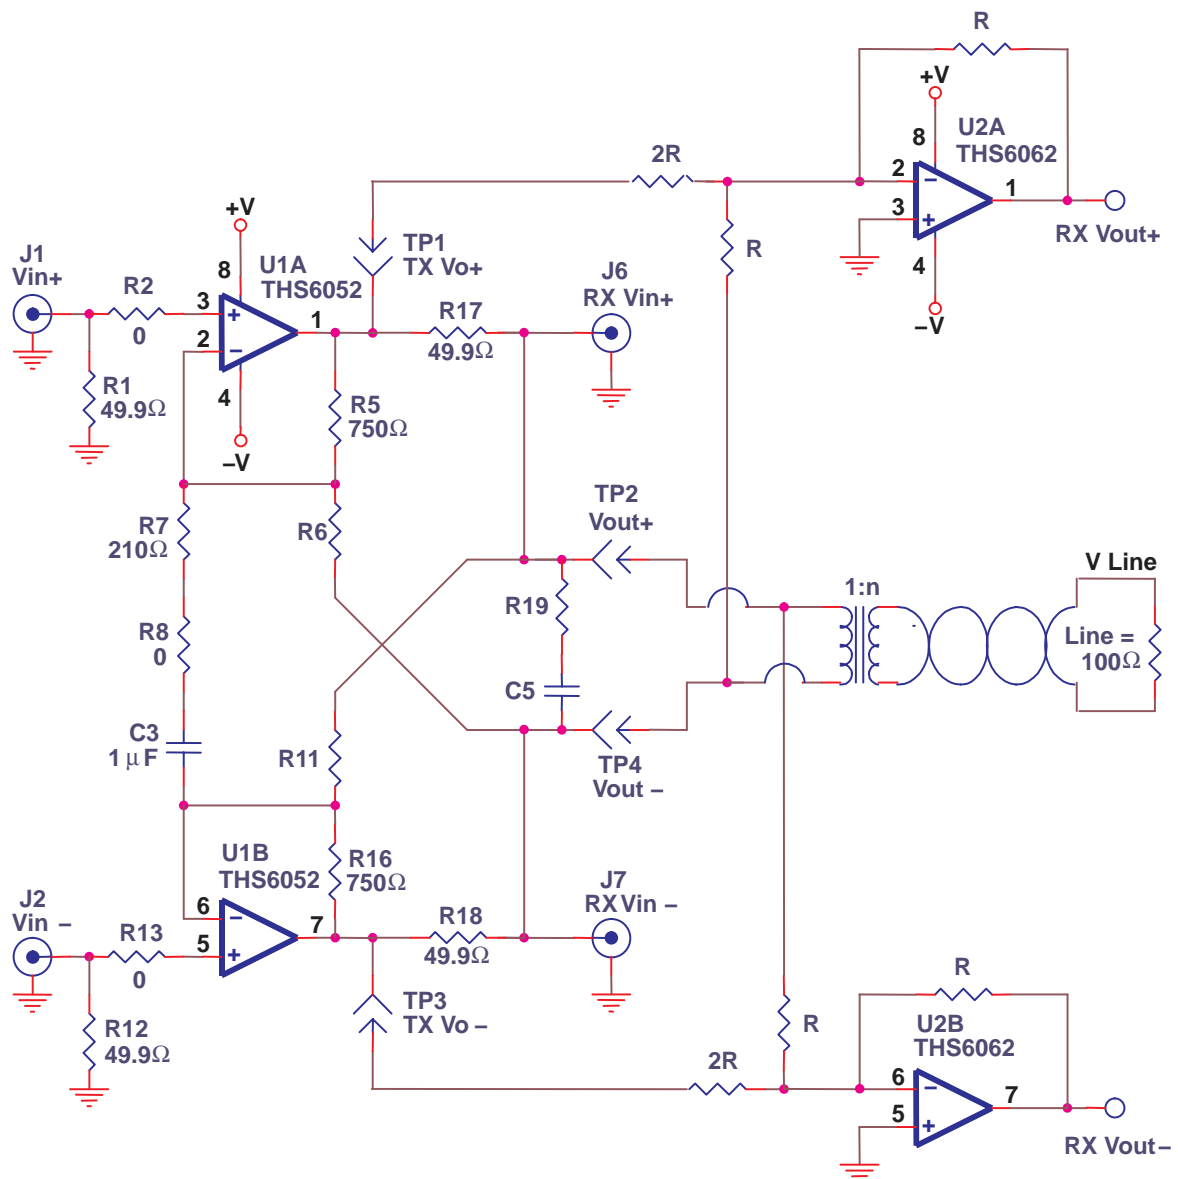 R
+V
U2A
THS6062
8
2R
2
1
3
RX Vout+
R
4
–V
+V
J1
Vin+
TP1
TX Vo+
U1A
THS6052
8
J6
RX Vin+
R2
0
3
1
2
R17
49.9Ω
R1
49.9Ω
4
R5
750Ω
–V
TP2
Vout+
R7
210Ω
R6
V Line
1:n
R19
R8
0
Line =
100Ω
C5
C3
1 µF
R11
TP4
Vout –
U1B
THS6052
R16
750Ω
J7
RX Vin –
J2
Vin –
6
7
5
R18
49.9Ω
R13
0
R
TP3
TX Vo –
U2B
THS6062
R12
49.9Ω
R
2R
6
7
5
RX Vout –